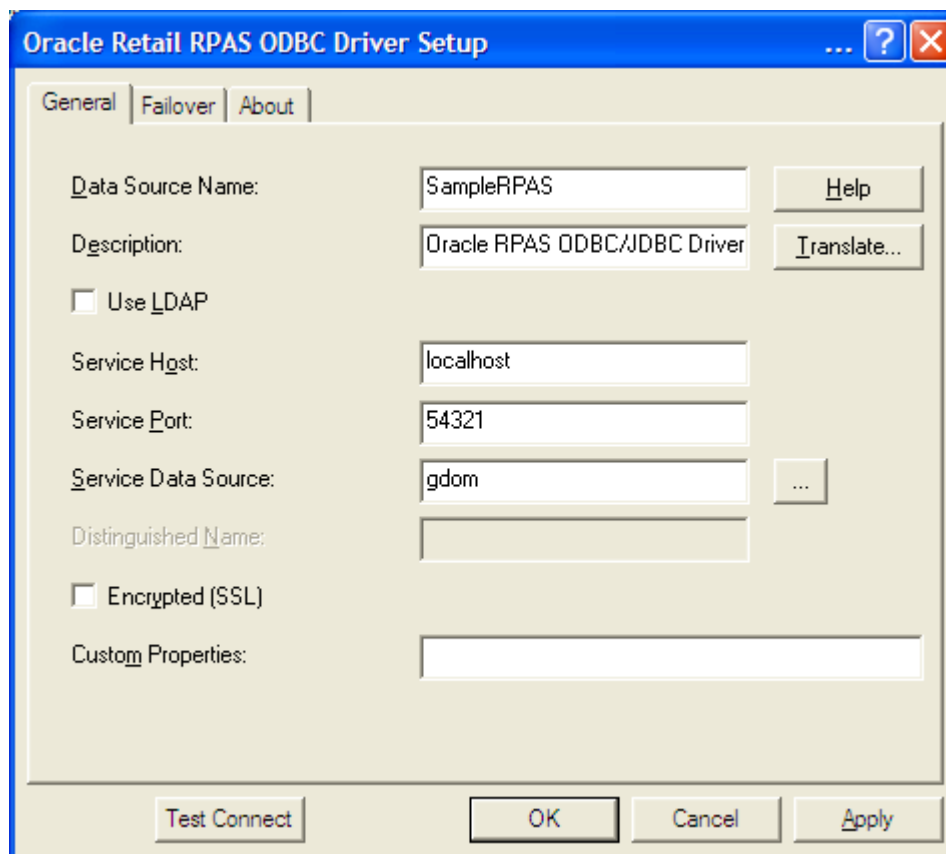 Oracle Retail RPAS ODBC Driver Setup ... ?
General Failover About
Data Source Name: SampleRPAS Help
Description: Oracle RPAS ODBC/JDBC Driver Translate...
Use LDAP
Service Host: localhost
Service Port: 54321
Service Data Source: gdom ...
Distinguished Name:
Encrypted (SSL)
Custom Properties:
Test Connect OK Cancel Apply